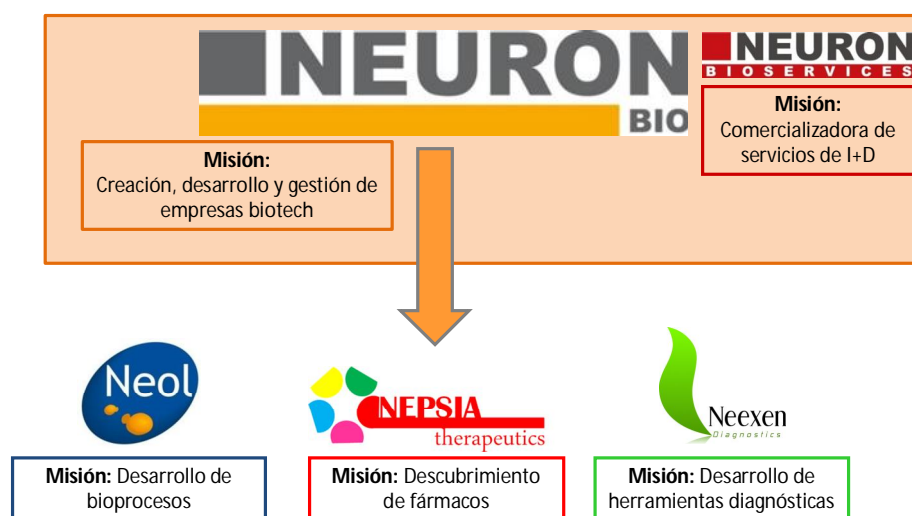 NEURON
BIO
NEURON
BIOSERVICES
Misión:
Comercializadora de
servicios de I+D
Misión:
Creación, desarrollo y gestión de
empresas biotech
Neol
NEPSIA
therapeutics
Neexen
Diagnostics
Misión: Desarrollo de
bioprocesos
Misión: Descubrimiento
de fármacos
Misión: Desarrollo de
herramientas diagnósticas